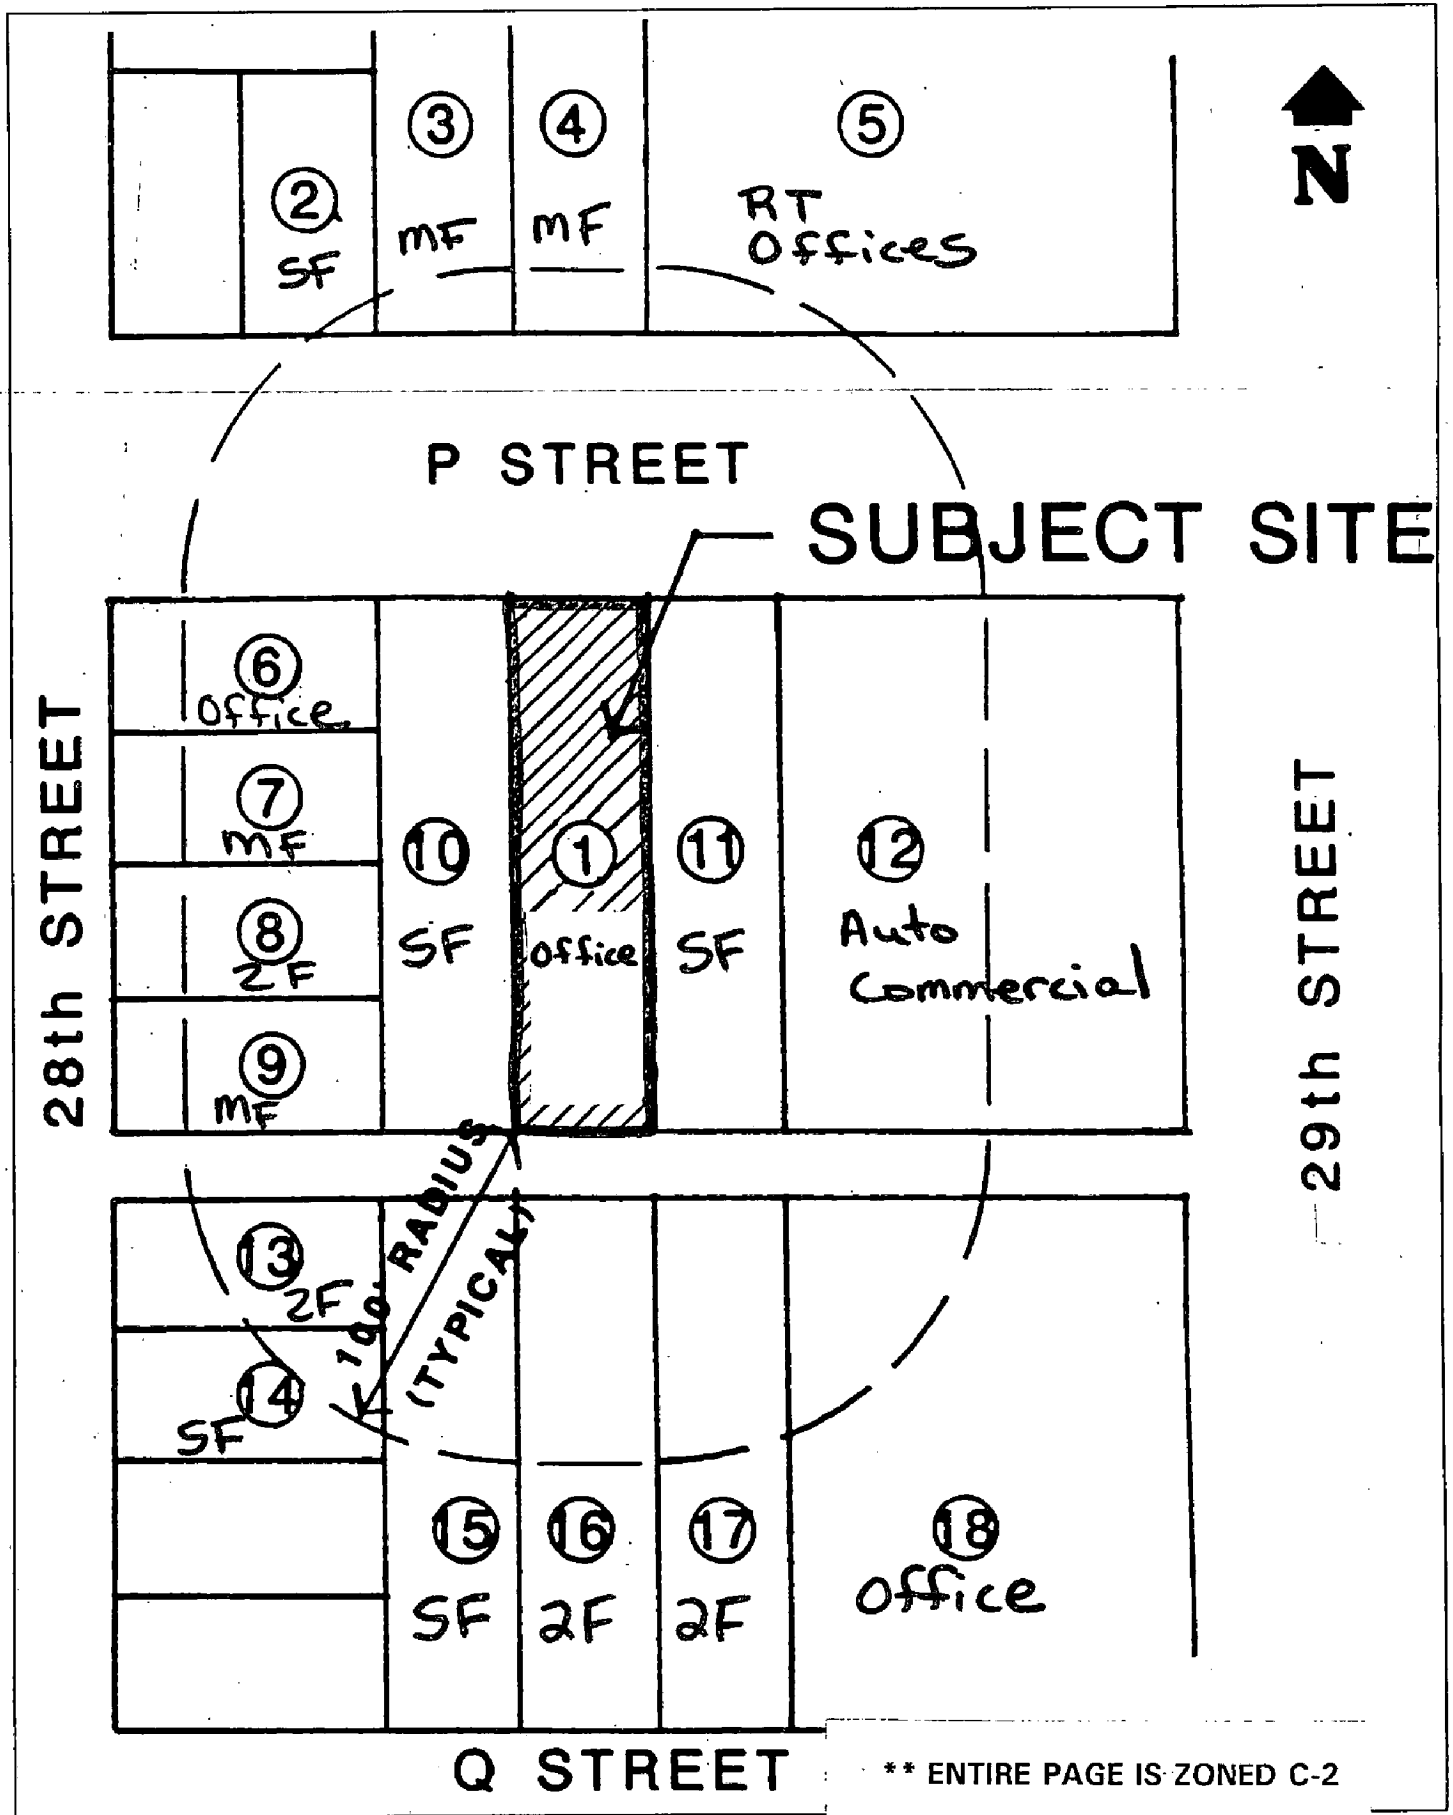 3
4
5
2
MF
MF
RT
Offices
SF
N
P STREET
SUBJECT SITE
6
Office
7
MF
8
2F
9
MF
10
SF
1
Office
11
SF
12
Auto
Commercial
28th STREET
29th STREET
100' RADIUS
(TYPICAL)
13
2F
14
SF
15
SF
16
2F
17
2F
18
Office
Q STREET
** ENTIRE PAGE IS ZONED C-2